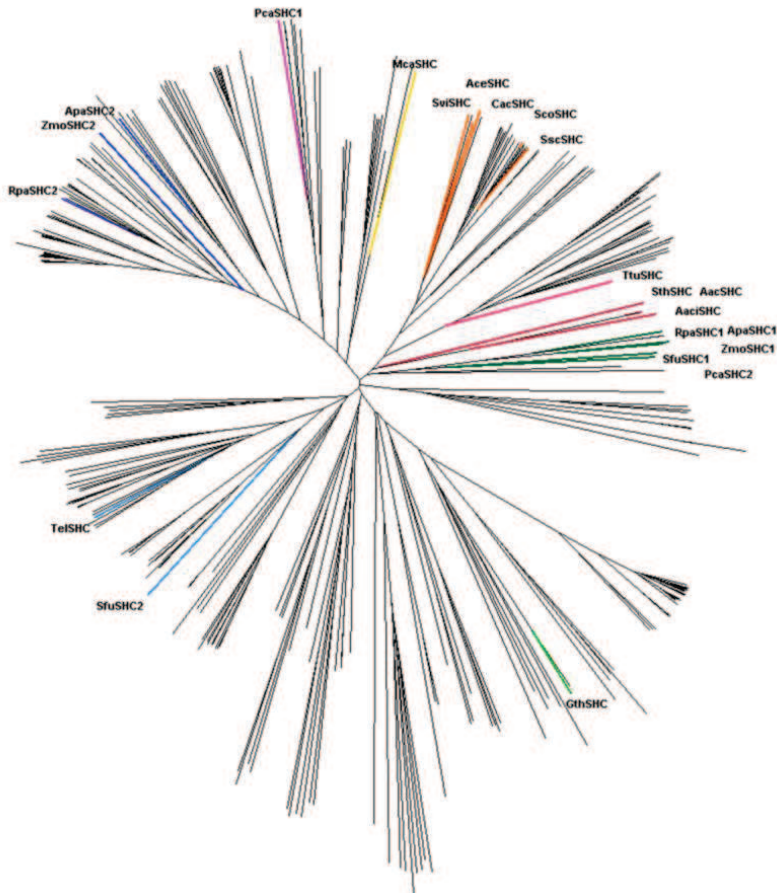 PcaSHC1
McaSHC
AceSHC
SviSHC CacSHC
ScoSHC
SscSHC
ApaSHC2
ZmoSHC2
RpaSHC2
TtuSHC
SthSHC AacSHC
AaciSHC
RpaSHC1 ApaSHC1
ZmoSHC1
SfuSHC1
PcaSHC2
TelSHC
SfuSHC2
GthSHC